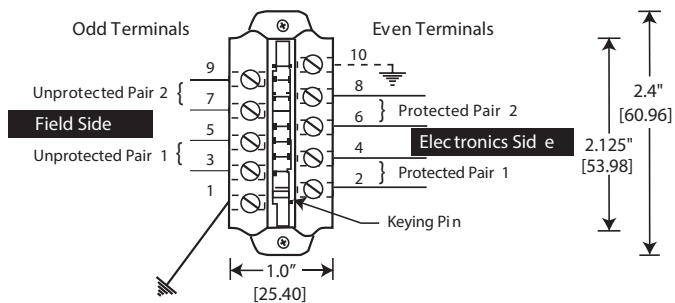 Odd Terminals
Even Terminals
9
10
Unprotected Pair 2 {
7
8
} Protected Pair 2
6
Field Side
Elec tronics Sid e
5
4
Unprotected Pair 1 {
3
} Protected Pair 1
2
1
Keying Pin
2.4"
[60.96]
2.125"
[53.98]
1.0”
[25.40]